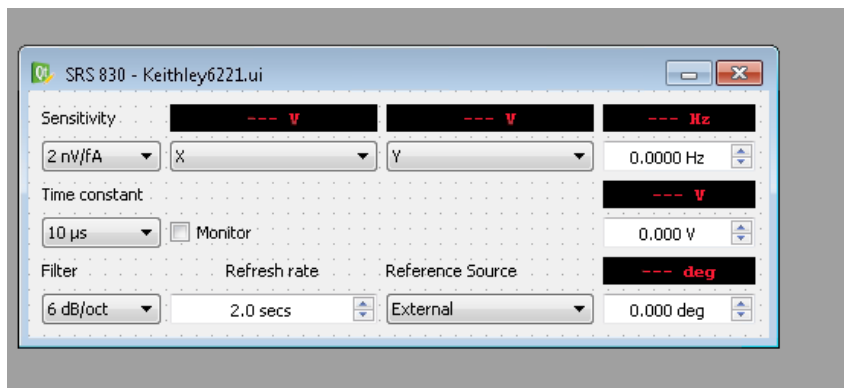 SRS 830 - Keithley6221.ui
Sensitivity --- V --- V --- Hz
2 nV/fA X Y 0.0000 Hz
Time constant --- V
10 µs Monitor 0.000 V
Filter Refresh rate Reference Source --- deg
6 dB/oct 2.0 secs External 0.000 deg